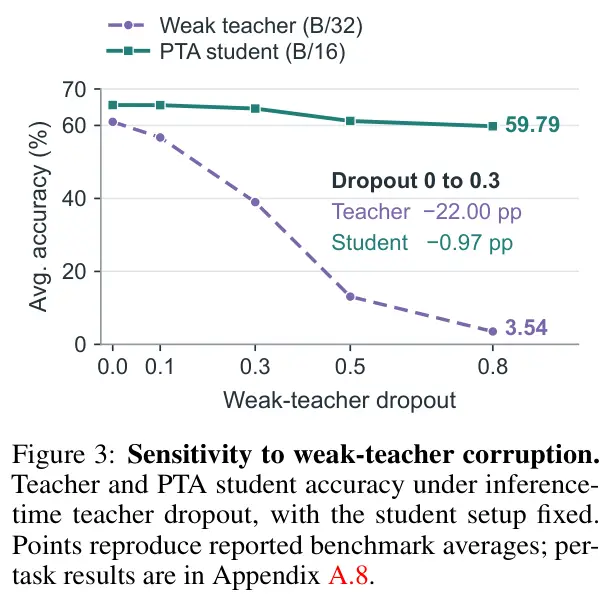 Weak teacher (B/32)
PTA student (B/16)
70
60
40
20
0
Avg. accuracy (%)
59.79
Dropout 0 to 0.3
Teacher −22.00 pp
Student −0.97 pp
3.54
0.0 0.1 0.3 0.5 0.8
Weak-teacher dropout
Figure 3: Sensitivity to weak-teacher corruption.
Teacher and PTA student accuracy under inference-
time teacher dropout, with the student setup fixed.
Points reproduce reported benchmark averages; per-
task results are in Appendix A.8.